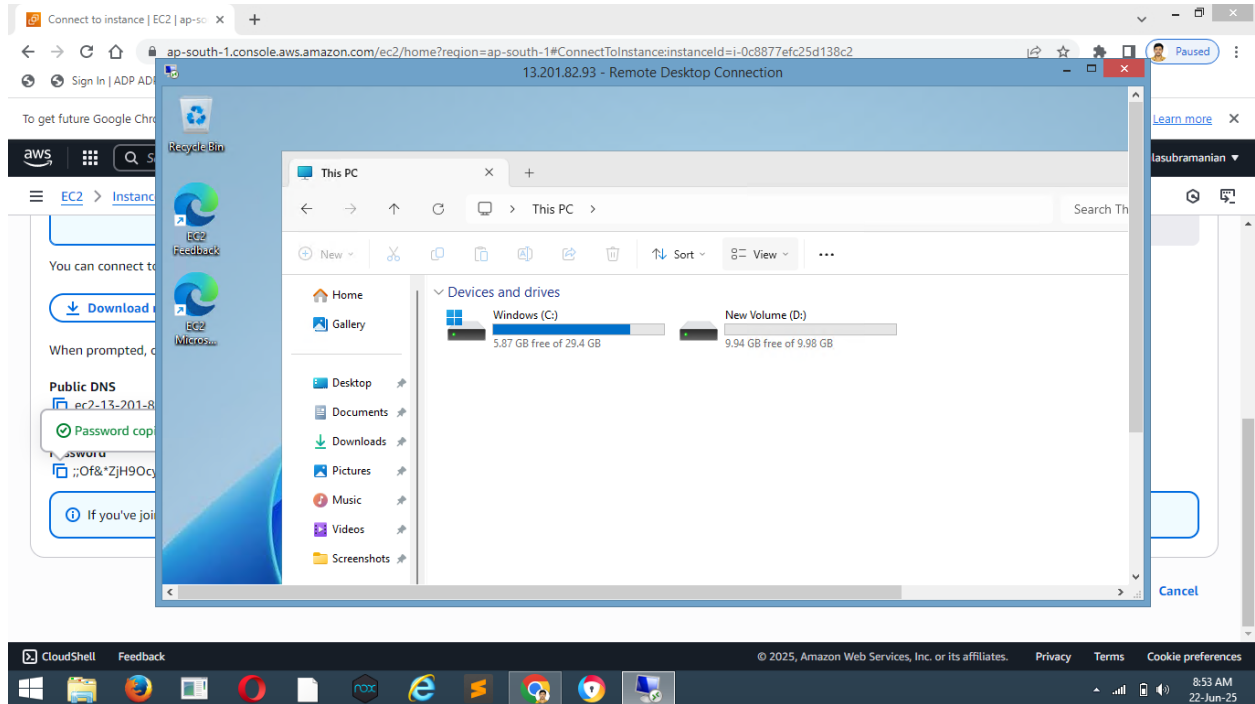 Connect to instance | EC2 | ap-so
ap-south-1.console.aws.amazon.com/ec2/home?region=ap-south-1#ConnectToInstance:instanceId=i-0c8877efc25d138c2
Paused
Sign In | ADP
13.201.82.93 - Remote Desktop Connection
To get future Google Chro
Learn more
aws
lasubramanian
EC2 > Instanc
Recycle Bin
This PC
This PC
Search Th
EC2
Feedback
New
Sort
View
You can connect to
Home
Devices and drives
Windows (C:)
New Volume (D:)
Download
Gallery
5.87 GB free of 29.4 GB
9.94 GB free of 9.98 GB
EC2
Micros...
When prompted,
Public DNS
Desktop
ec2-13-201-8
Documents
Password copi
Downloads
Password
;;Of&*ZjH9Ocy
Pictures
Music
If you've joi
Videos
Screenshots
Cancel
CloudShell
Feedback
© 2025, Amazon Web Services, Inc. or its affiliates.
Privacy
Terms
Cookie preferences
nox
8:53 AM
22-Jun-25